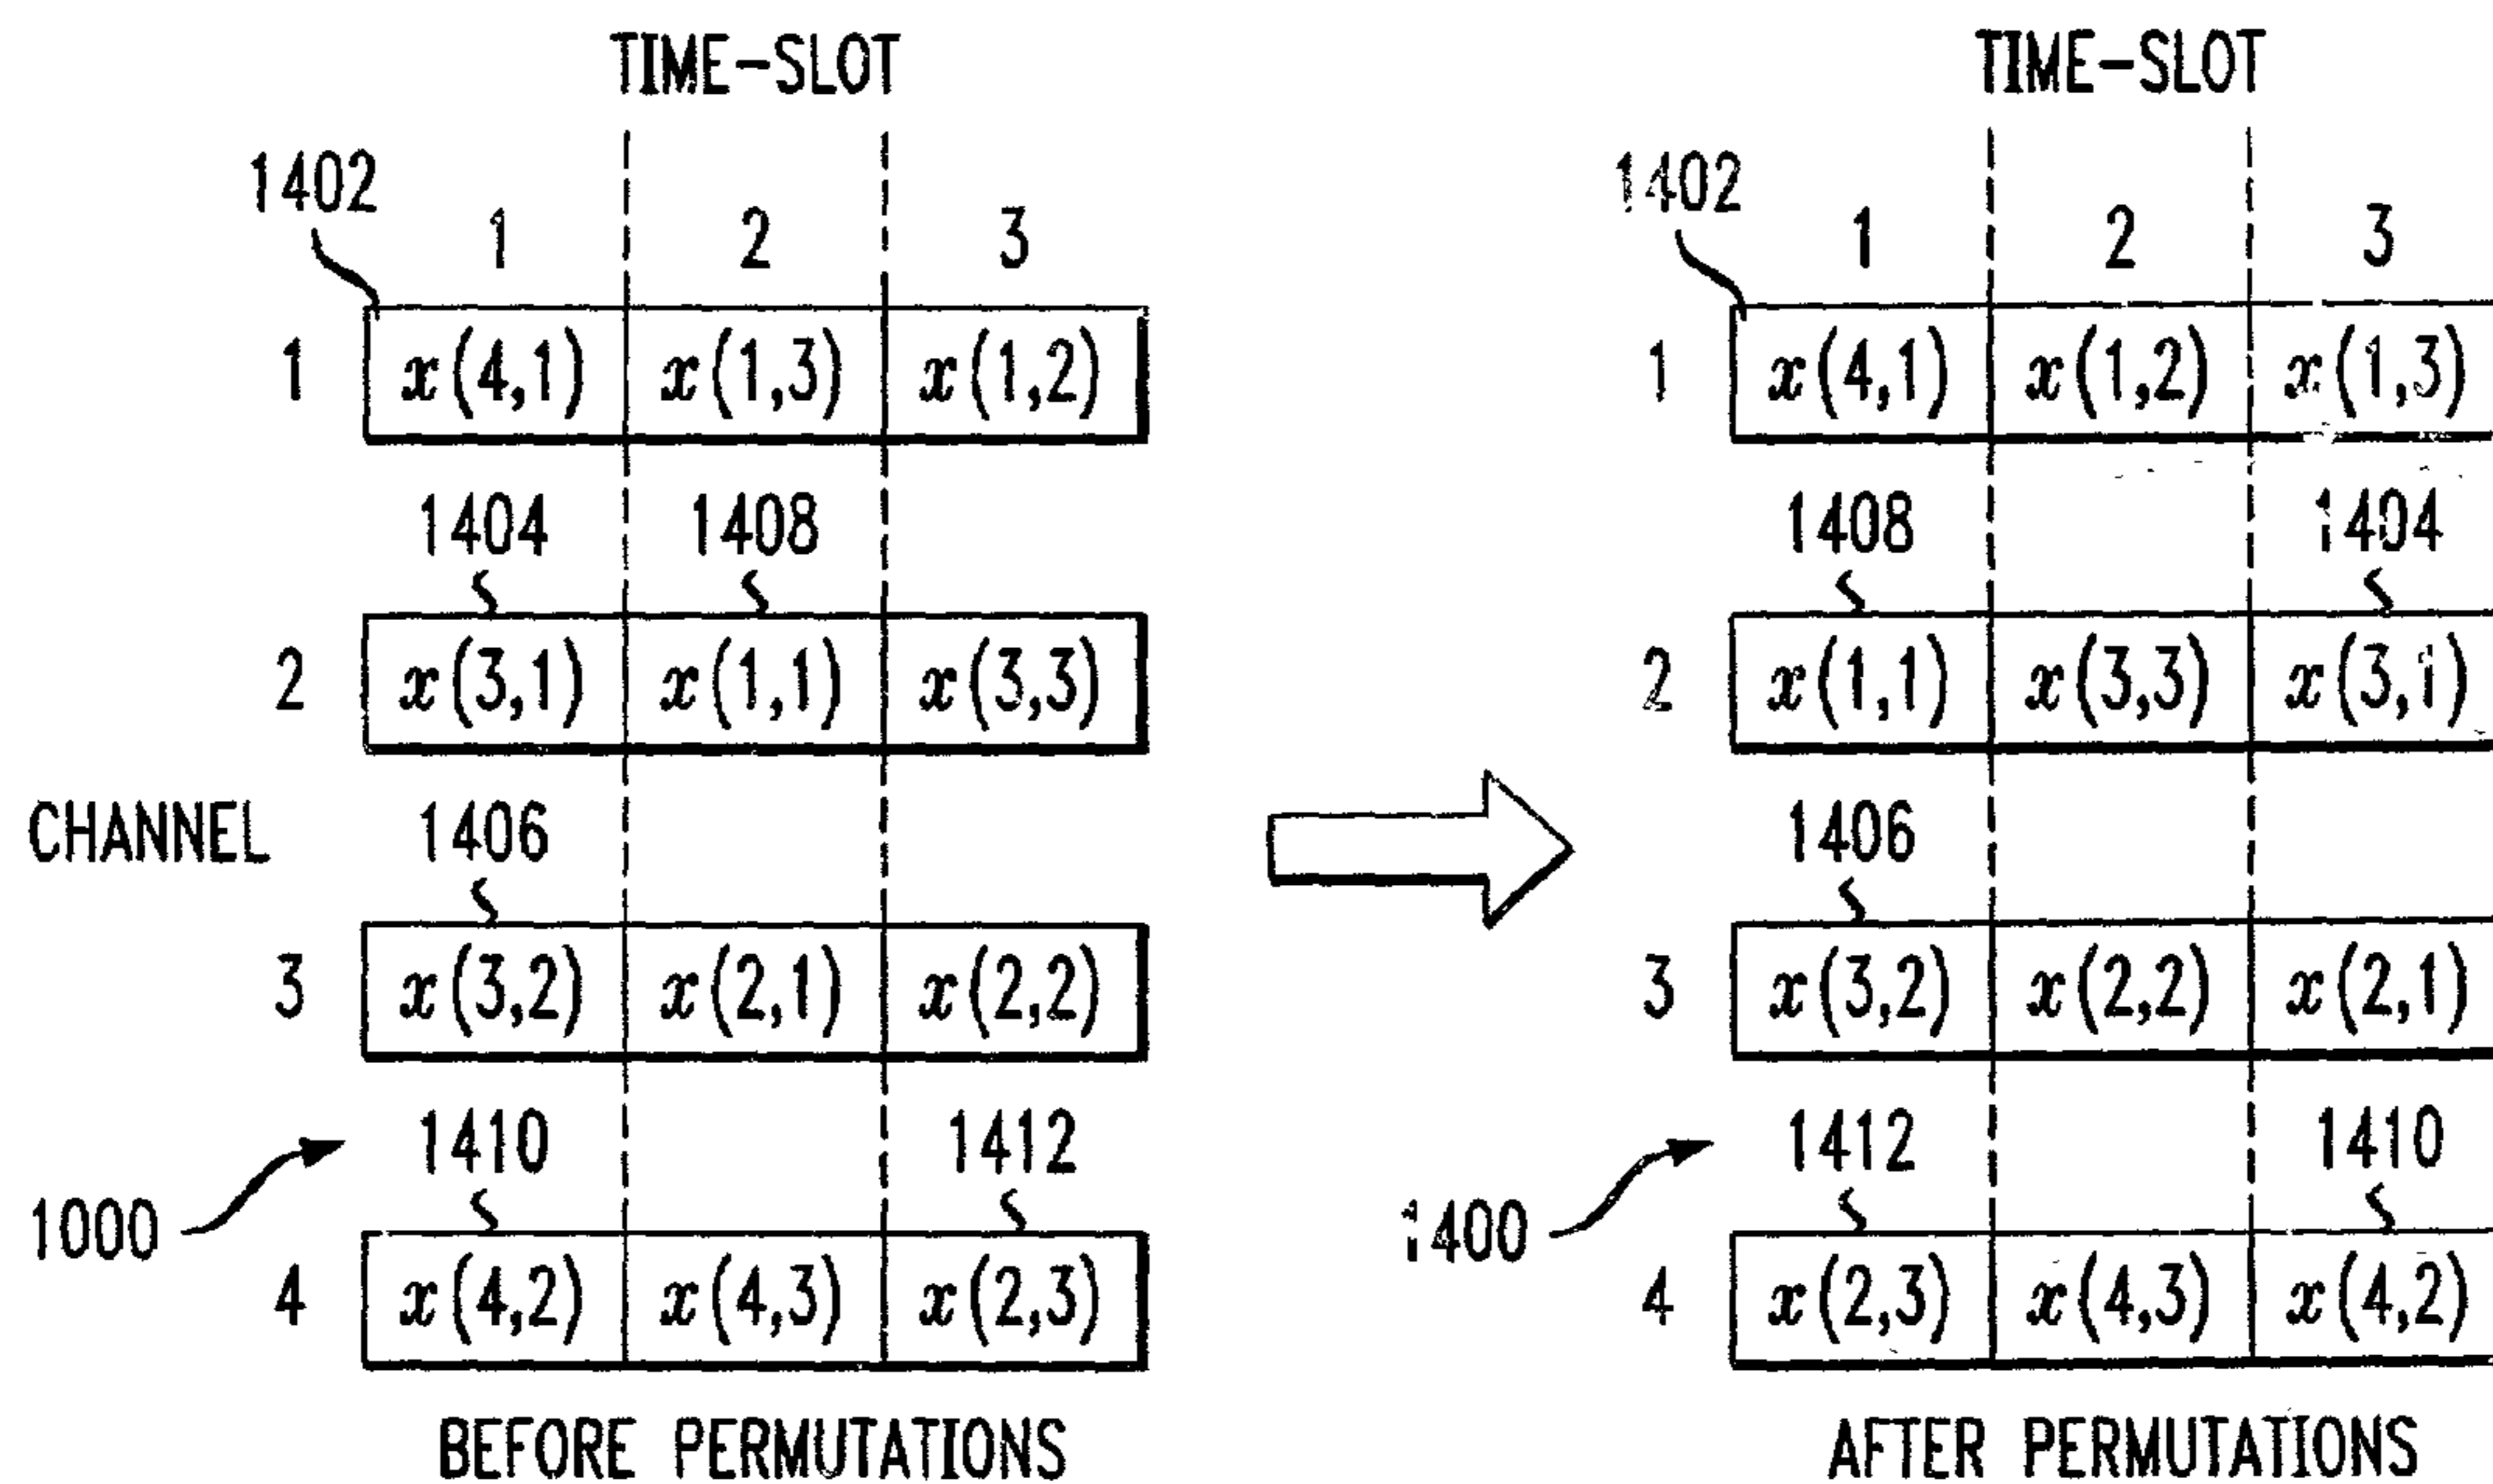 TIME-SLOT TIME-SLOT
1402 1402
1 2 3 1 2 3
1 x(4,1) x(1,3) x(1,2) 1 x(4,1) x(1,2) x(1,3)
1404 1408 1408 1404
2 x(3,1) x(1,1) x(3,3) 2 x(1,1) x(3,3) x(3,1)
CHANNEL 1406 1406
3 x(3,2) x(2,1) x(2,2) 3 x(3,2) x(2,2) x(2,1)
1410 1412 1412 1410
1000 1400
4 x(4,2) x(4,3) x(2,3) 4 x(2,3) x(4,3) x(4,2)
BEFORE PERMUTATIONS AFTER PERMUTATIONS